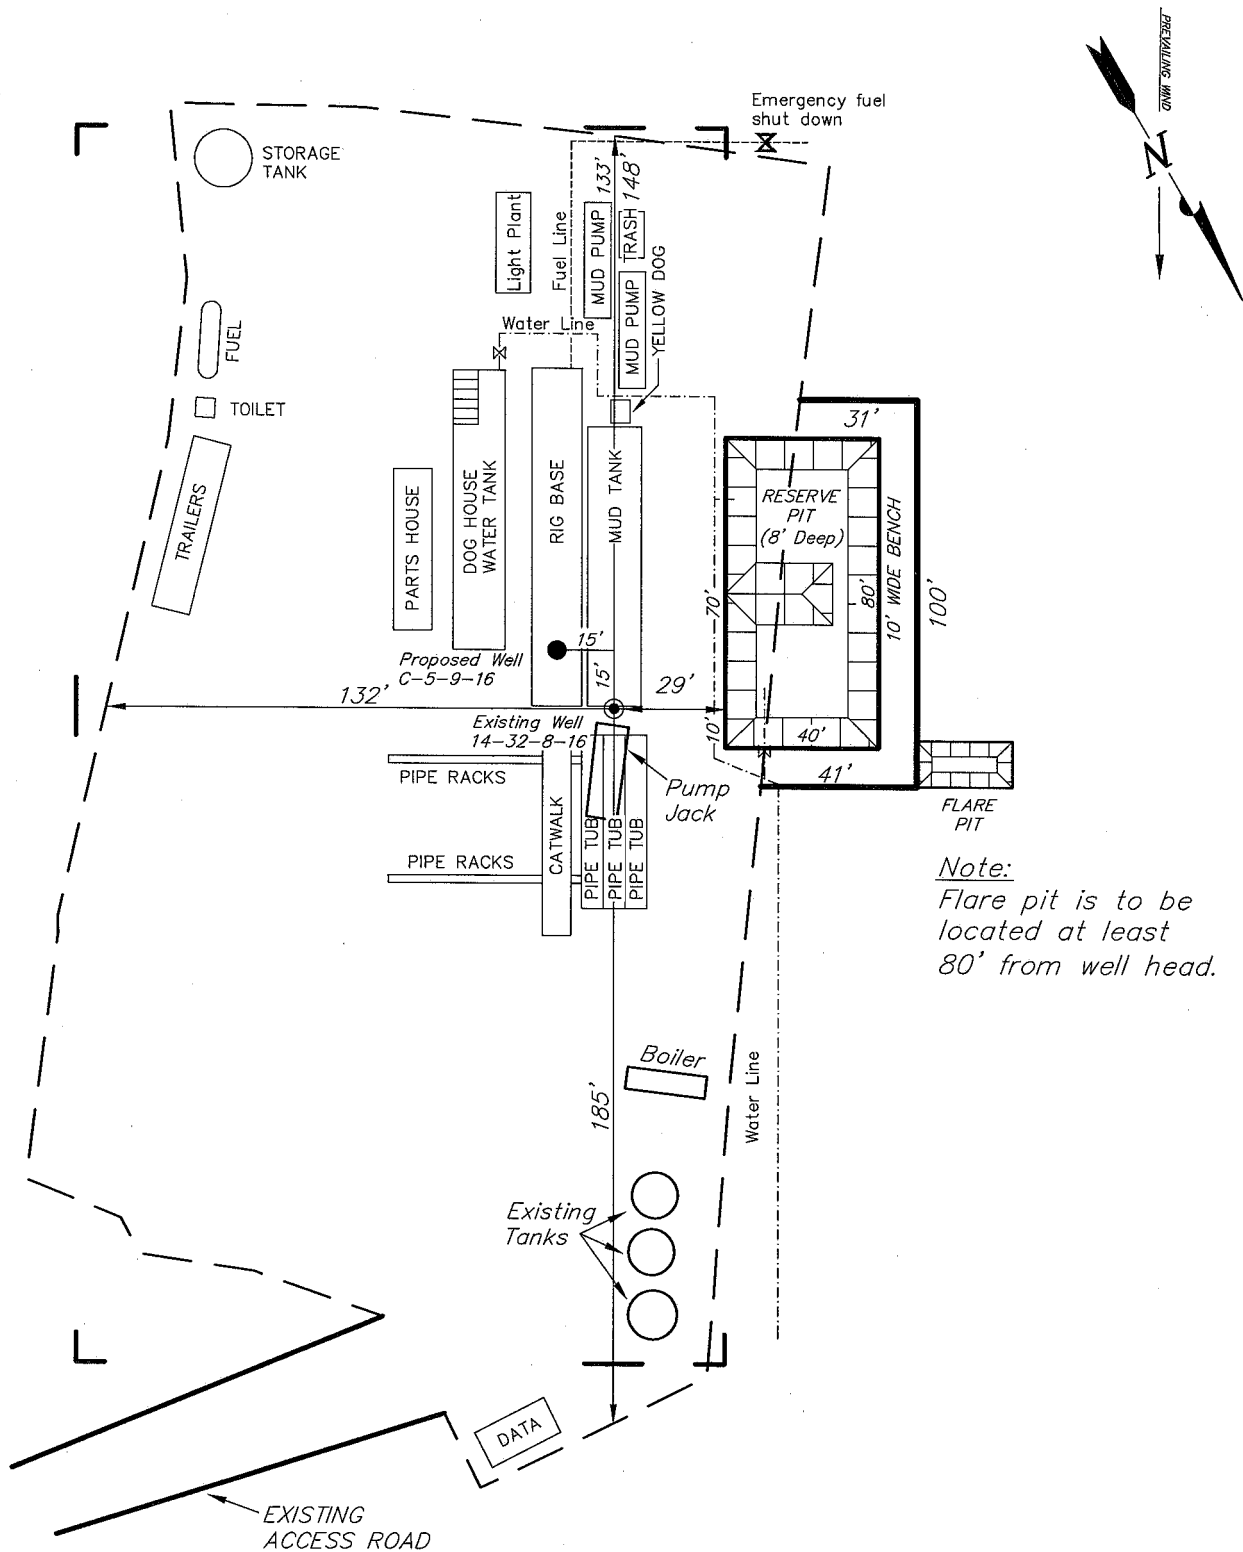 PREVAILING WIND
N
Emergency fuel
shut down
STORAGE
TANK
133'
148'
Light Plant
Fuel Line
MUD PUMP
TRASH
MUD PUMP
YELLOW DOG
Water Line
FUEL
TOILET
TRAILERS
PARTS HOUSE
DOG HOUSE
WATER TANK
RIG BASE
MUD TANK
31'
RESERVE
PIT
(8' Deep)
10' WIDE BENCH
70'
80'
100'
15'
15'
Proposed Well
C-5-9-16
132'
29'
Existing Well
14-32-8-16
10'
40'
41'
PIPE RACKS
Pump
Jack
FLARE
PIT
CATWALK
PIPE TUB
PIPE TUB
PIPE TUB
PIPE RACKS
Note:
Flare pit is to be
located at least
80' from well head.
Boiler
185'
Water Line
Existing
Tanks
DATA
EXISTING
ACCESS ROAD